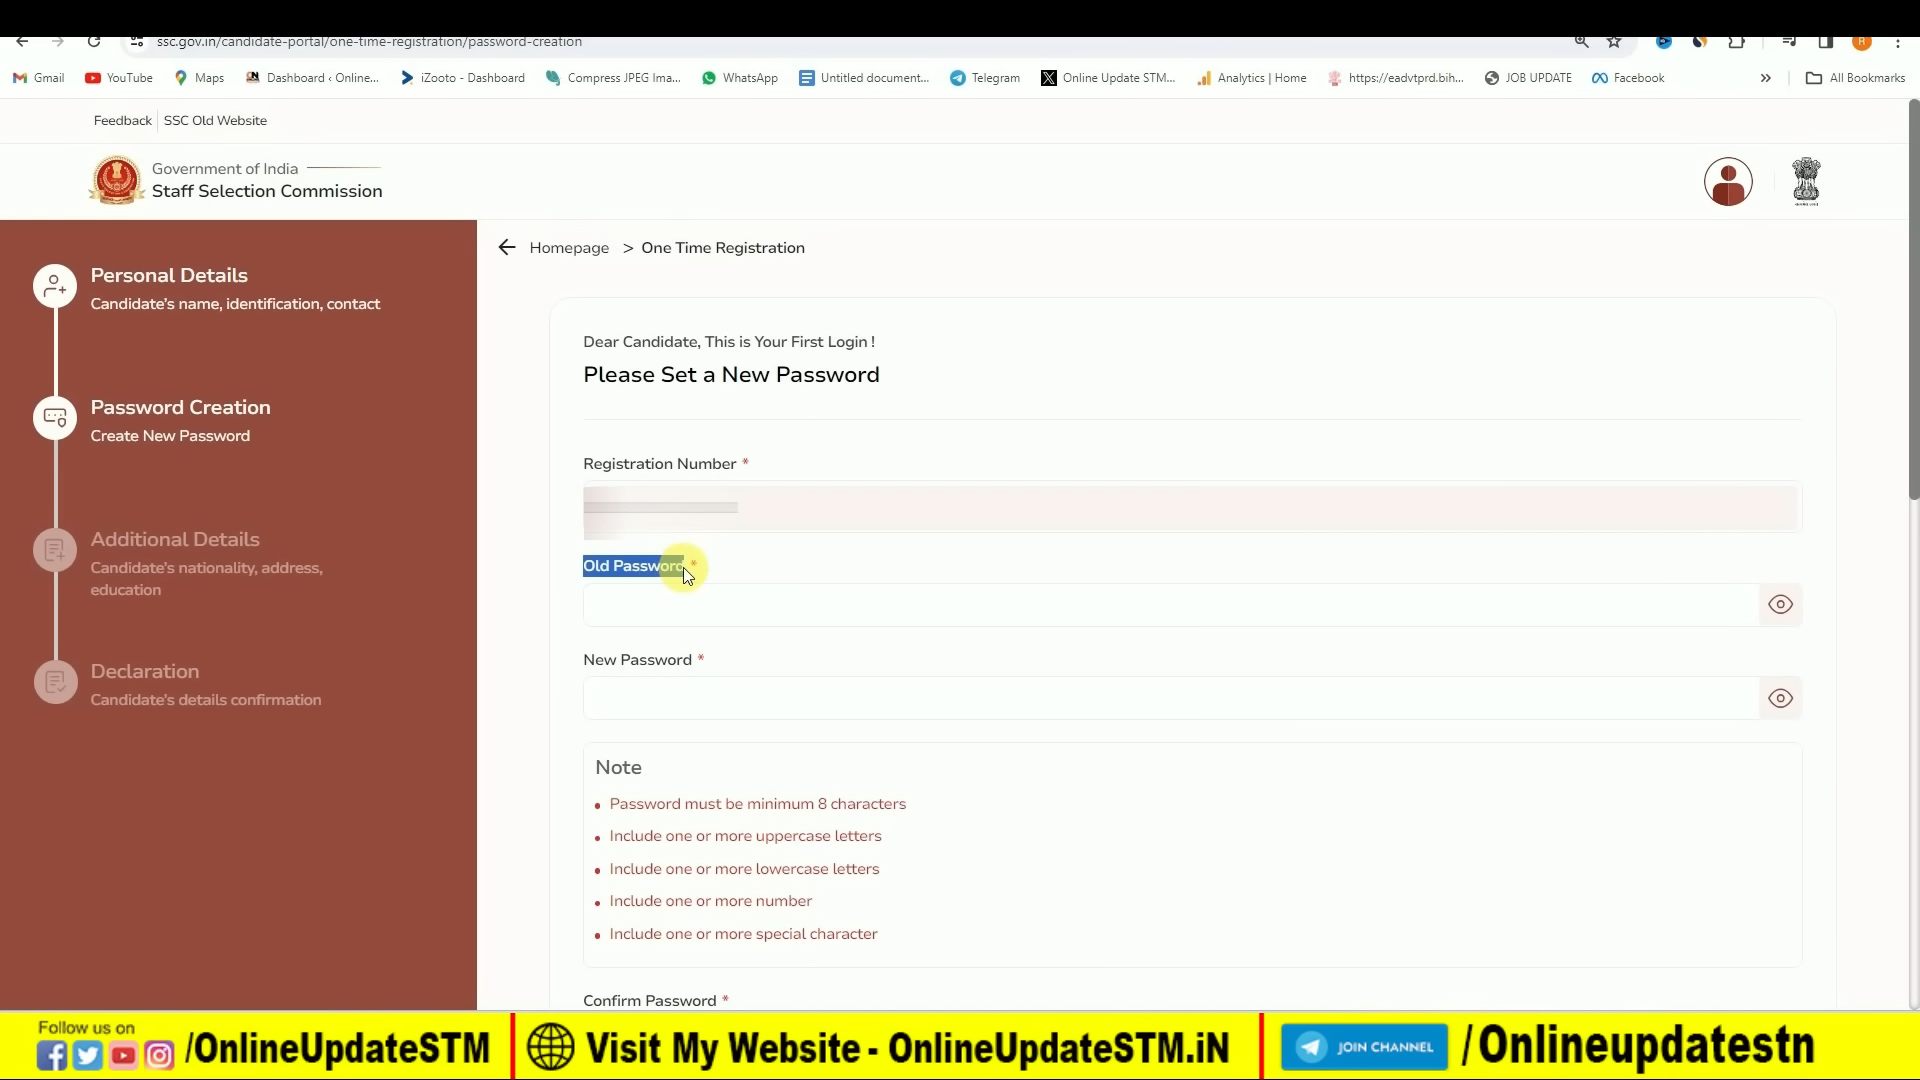 ssc.gov.in/candidate-portal/one-time-registration/password-creation
Gmail YouTube Maps Dashboard ‹ Online... iZooto - Dashboard Compress JPEG Ima... WhatsApp Untitled document... Telegram Online Update STM... Analytics | Home https://eadvtprd.bih... JOB UPDATE Facebook » All Bookmarks
Feedback SSC Old Website
Government of India
Staff Selection Commission
Homepage > One Time Registration
Personal Details
Candidate's name, identification, contact
Password Creation
Create New Password
Additional Details
Candidate's nationality, address,
education
Declaration
Candidate's details confirmation
Dear Candidate, This is Your First Login !
Please Set a New Password
Registration Number *
Old Password *
New Password *
Note
• Password must be minimum 8 characters
• Include one or more uppercase letters
• Include one or more lowercase letters
• Include one or more number
• Include one or more special character
Confirm Password *
Follow us on
/OnlineUpdateSTM
Visit My Website - OnlineUpdateSTM.iN
JOIN CHANNEL
/Onlineupdatestn